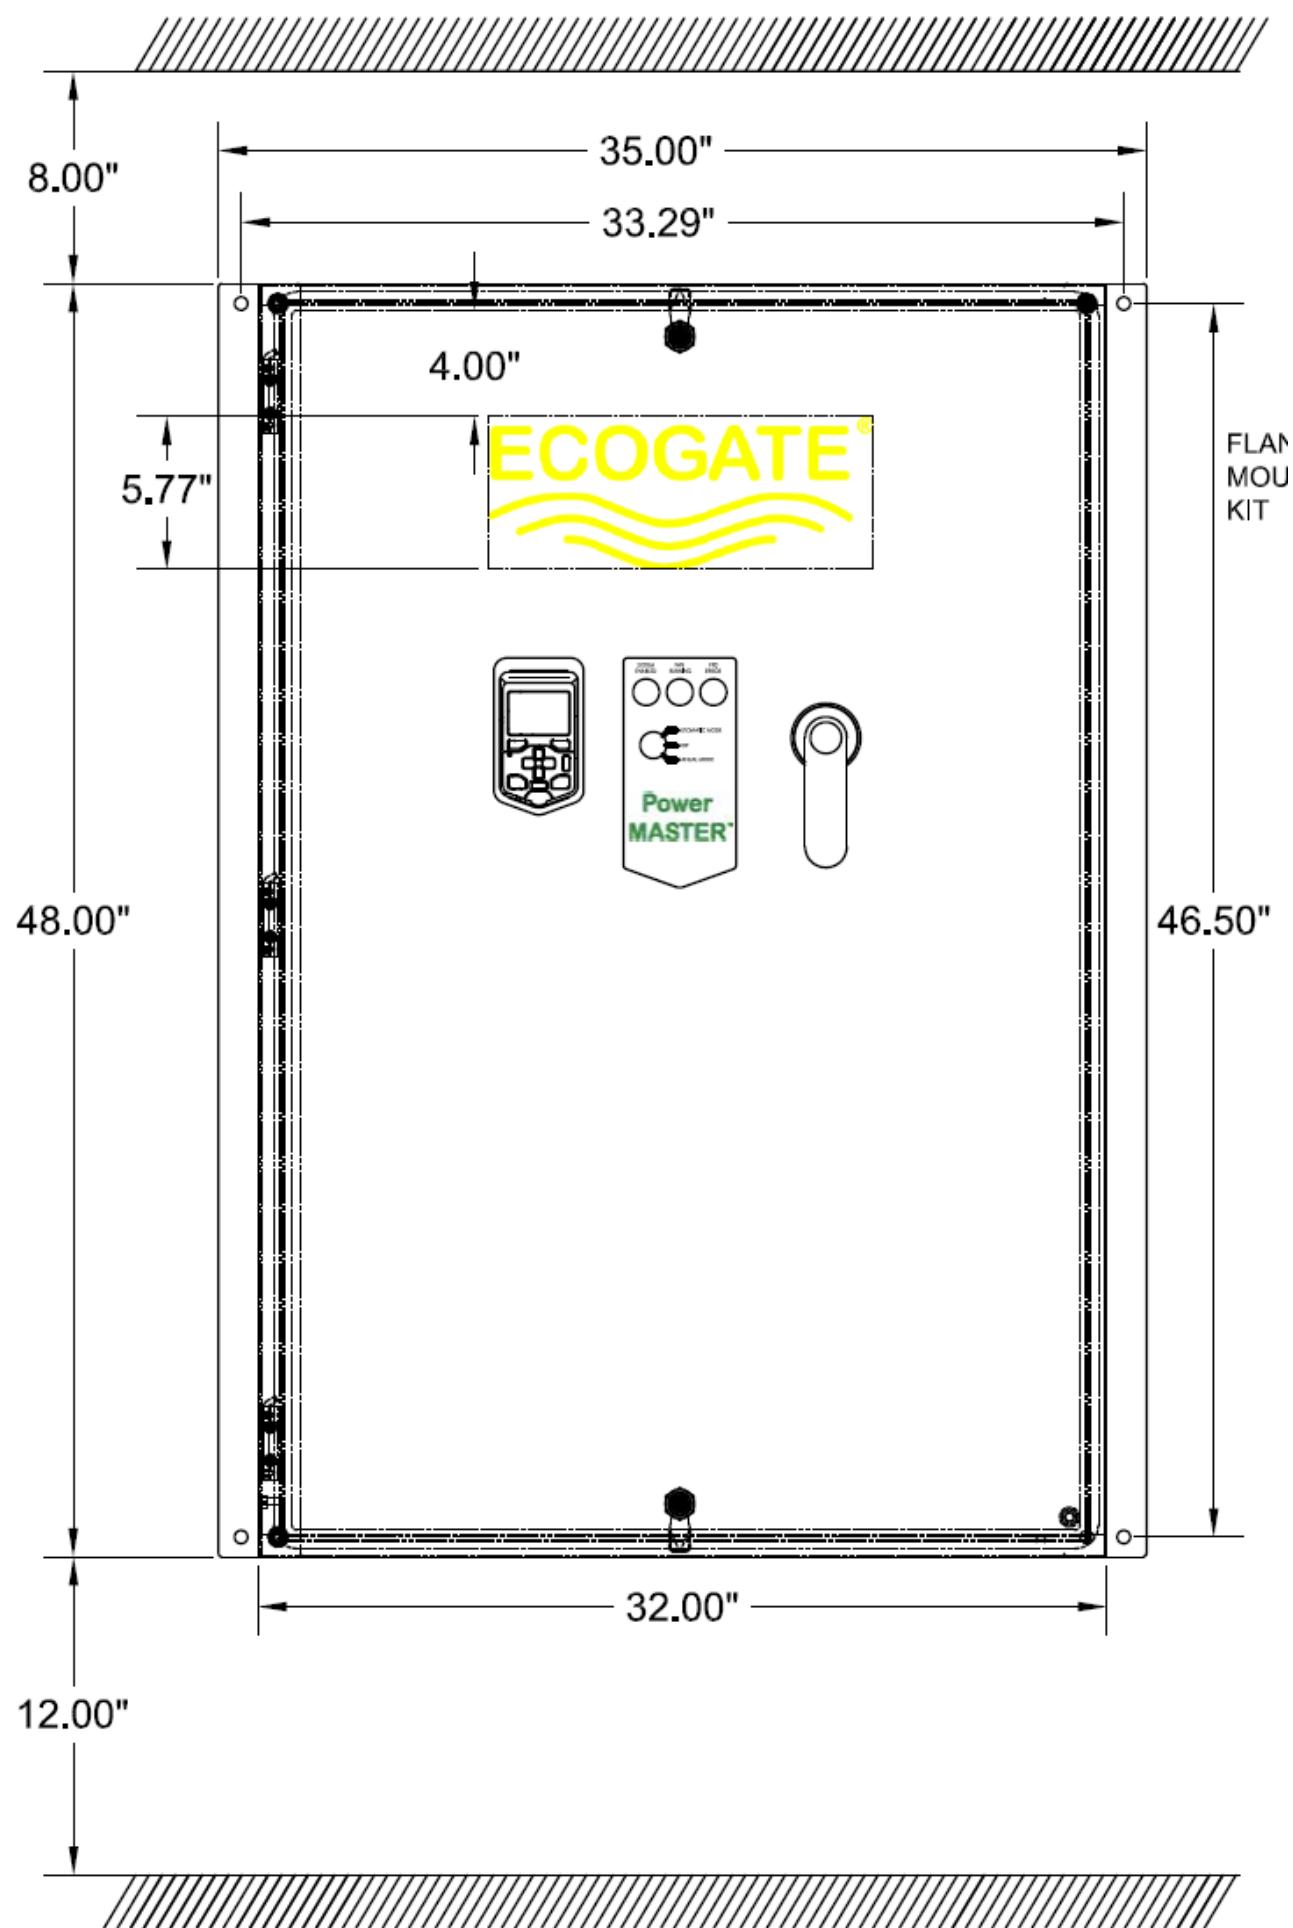 35.00"
8.00"
33.29"
4.00"
ECOGATE®
5.77"
FLAN
MOU
KIT
Power
MASTER™
48.00"
46.50"
32.00"
12.00"